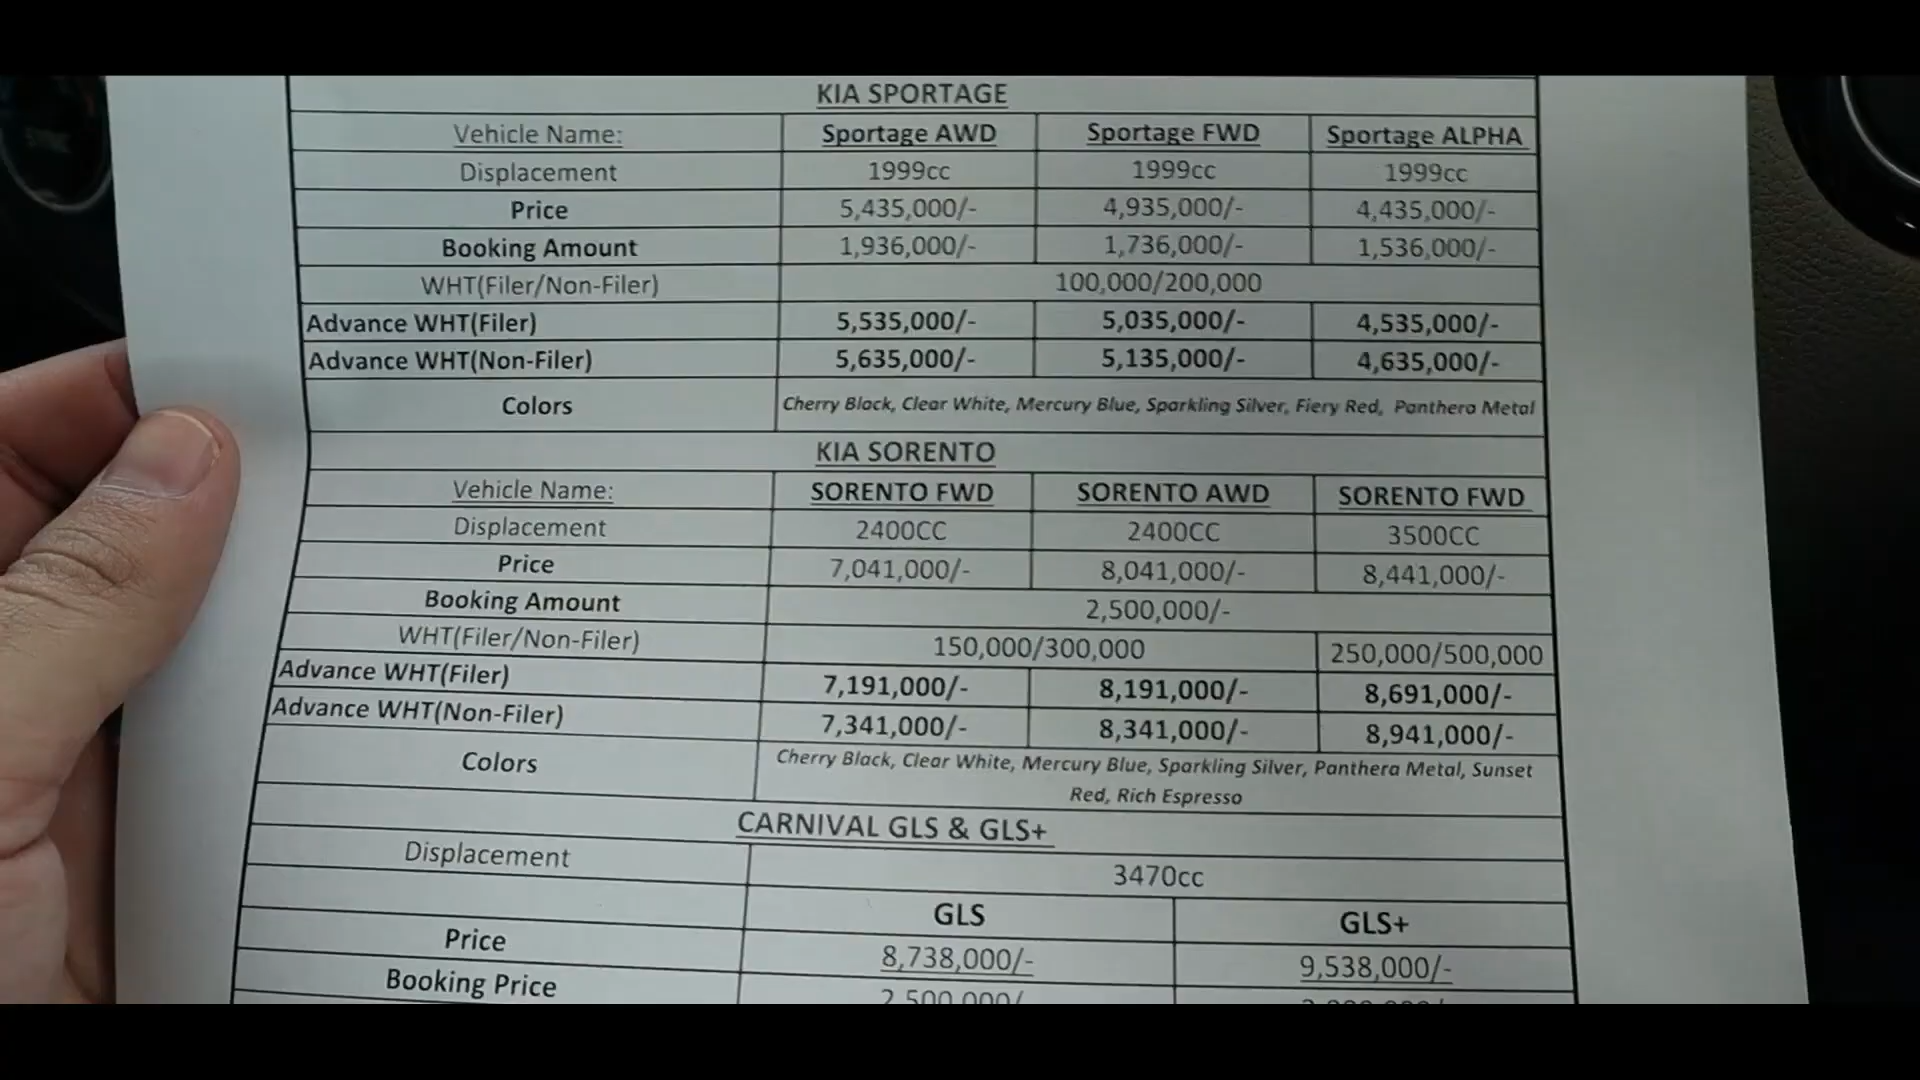 KIA SPORTAGE
Vehicle Name: Sportage AWD Sportage FWD Sportage ALPHA
Displacement 1999cc 1999cc 1999cc
Price 5,435,000/- 4,935,000/- 4,435,000/-
Booking Amount 1,936,000/- 1,736,000/- 1,536,000/-
WHT(Filer/Non-Filer) 100,000/200,000
Advance WHT(Filer) 5,535,000/- 5,035,000/- 4,535,000/-
Advance WHT(Non-Filer) 5,635,000/- 5,135,000/- 4,635,000/-
Colors Cherry Black, Clear White, Mercury Blue, Sparkling Silver, Fiery Red, Panthera Metal
KIA SORENTO
Vehicle Name: SORENTO FWD SORENTO AWD SORENTO FWD
Displacement 2400CC 2400CC 3500CC
Price 7,041,000/- 8,041,000/- 8,441,000/-
Booking Amount 2,500,000/-
WHT(Filer/Non-Filer) 150,000/300,000 250,000/500,000
Advance WHT(Filer) 7,191,000/- 8,191,000/- 8,691,000/-
Advance WHT(Non-Filer) 7,341,000/- 8,341,000/- 8,941,000/-
Colors Cherry Black, Clear White, Mercury Blue, Sparkling Silver, Panthera Metal, Sunset
Red, Rich Espresso
CARNIVAL GLS & GLS+
Displacement 3470cc
GLS GLS+
Price 8,738,000/- 9,538,000/-
Booking Price